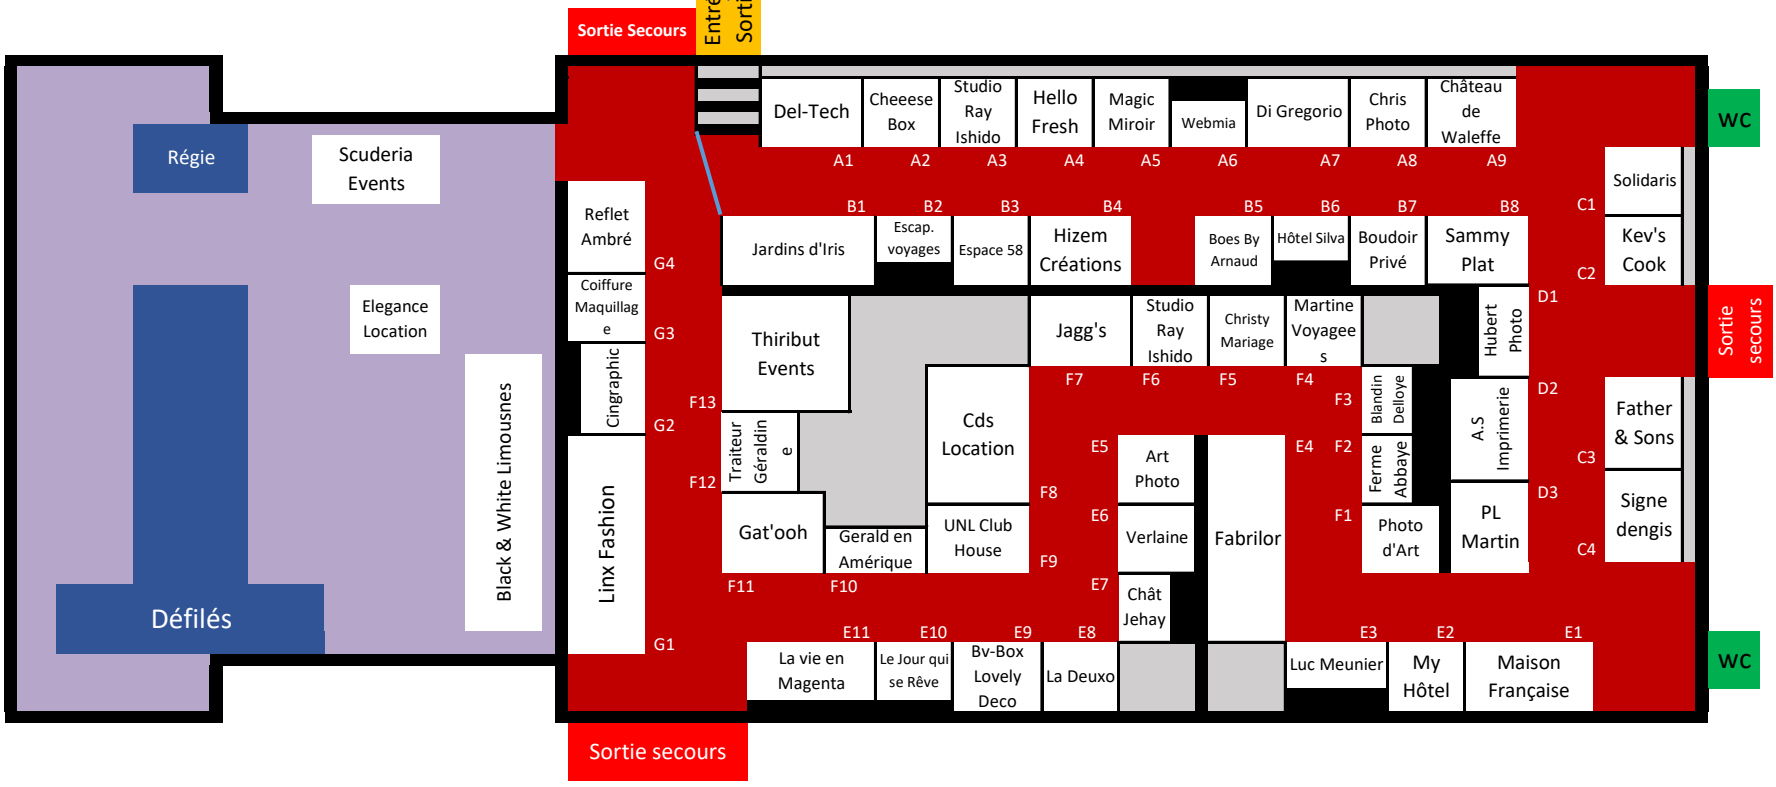 Sortie Secours
Entré
Sorti
Régie
Scuderia
Events
Elegance
Location
Black & White Limousnes
Défilés
Reflet
Ambré
G4
Coiffure
Maquillag
e
G3
Cingraphic
G2
Linx Fashion
G1
Sortie secours
Del-Tech
Cheeese
Box
Studio
Ray
Ishido
Hello
Fresh
Magic
Miroir
Webmia
Di Gregorio
Chris
Photo
Château
de
Waleffe
A1
A2
A3
A4
A5
A6
A7
A8
A9
WC
Solidaris
C1
Kev's
Cook
C2
B1
B2
B3
B4
B5
B6
B7
B8
Jardins d'Iris
Escap.
voyages
Espace 58
Hizem
Créations
Boes By
Arnaud
Hôtel Silva
Boudoir
Privé
Sammy
Plat
D1
Sortie
secours
Thiribut
Events
F13
Jagg's
Studio
Ray
Ishido
Christy
Mariage
Martine
Voyagee
s
Hubert
Photo
F7
F6
F5
F4
F3
Blandin
Delloye
D2
Father
& Sons
C3
Traiteur
Géraldin
e
F12
Cds
Location
F8
E5
Art
Photo
E4
F2
Ferme
Abbaye
A.S
Imprimerie
D3
Gat'ooh
Gerald en
Amérique
UNL Club
House
F9
E6
Verlaine
Fabrilor
F1
Photo
d'Art
PL
Martin
Signe
dengis
C4
F11
F10
E7
Chât
Jehay
E11
E10
E9
E8
E3
E2
E1
La vie en
Magenta
Le Jour qui
se Rêve
Bv-Box
Lovely
Deco
La Deuxo
Luc Meunier
My
Hôtel
Maison
Française
WC